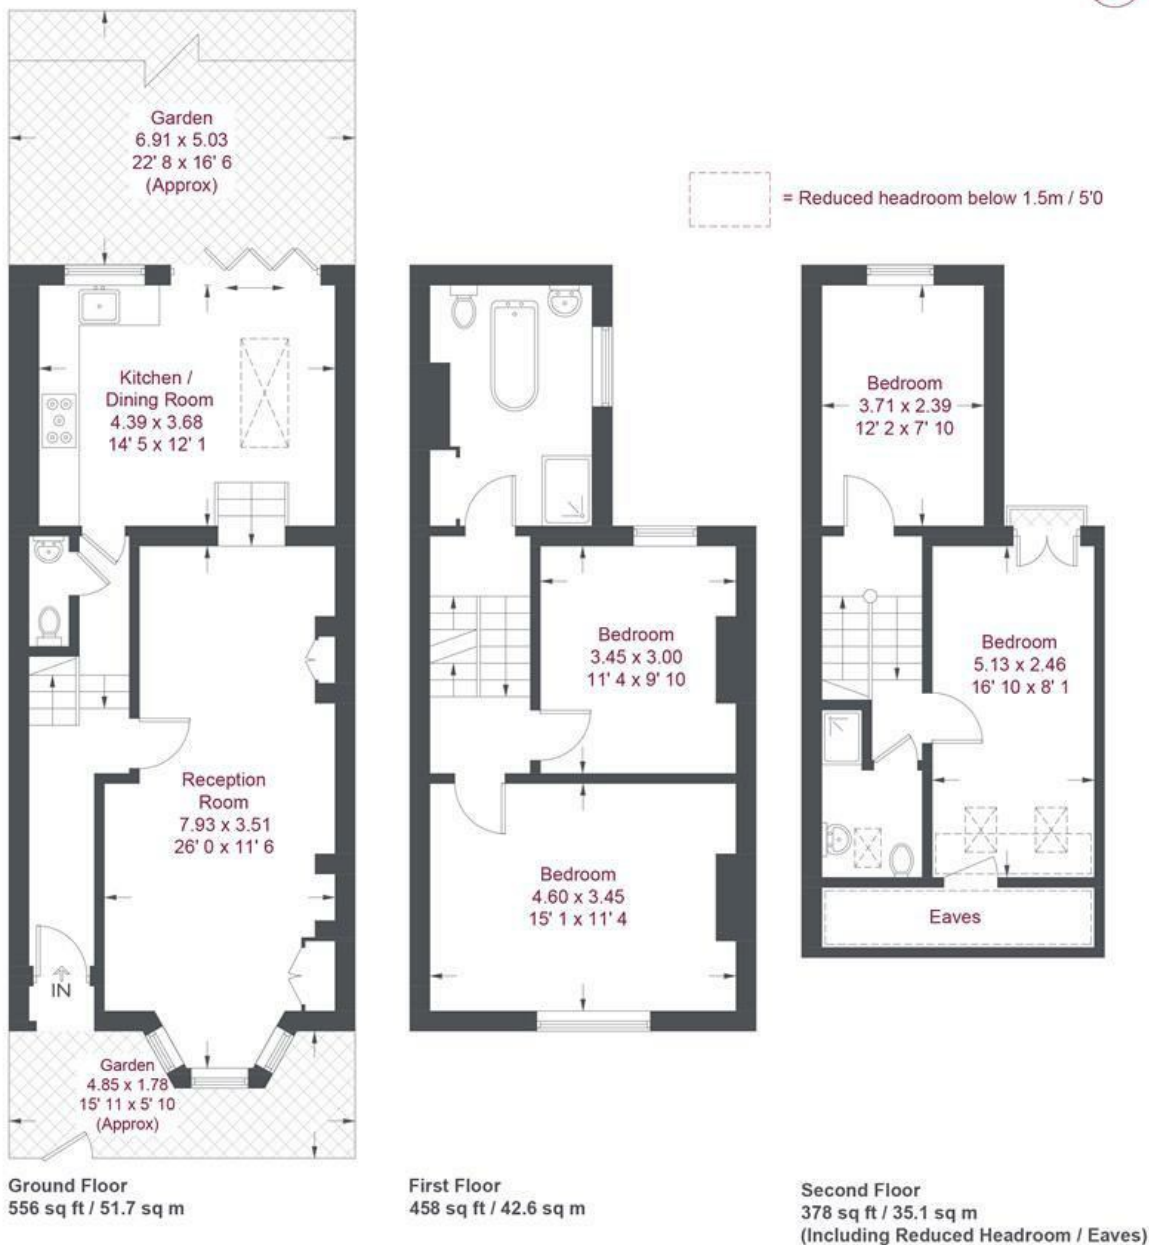 Garden
6.91 x 5.03
22' 8 x 16' 6
(Approx)
= Reduced headroom below 1.5m / 5'0
Kitchen /
Dining Room
4.39 x 3.68
14' 5 x 12' 1
Reception
Room
7.93 x 3.51
26' 0 x 11' 6
IN
Garden
4.85 x 1.78
15' 11 x 5' 10
(Approx)
Ground Floor
556 sq ft / 51.7 sq m
Bedroom
3.45 x 3.00
11' 4 x 9' 10
Bedroom
4.60 x 3.45
15' 1 x 11' 4
First Floor
458 sq ft / 42.6 sq m
Bedroom
3.71 x 2.39
12' 2 x 7' 10
Bedroom
5.13 x 2.46
16' 10 x 8' 1
Eaves
Second Floor
378 sq ft / 35.1 sq m
(Including Reduced Headroom / Eaves)